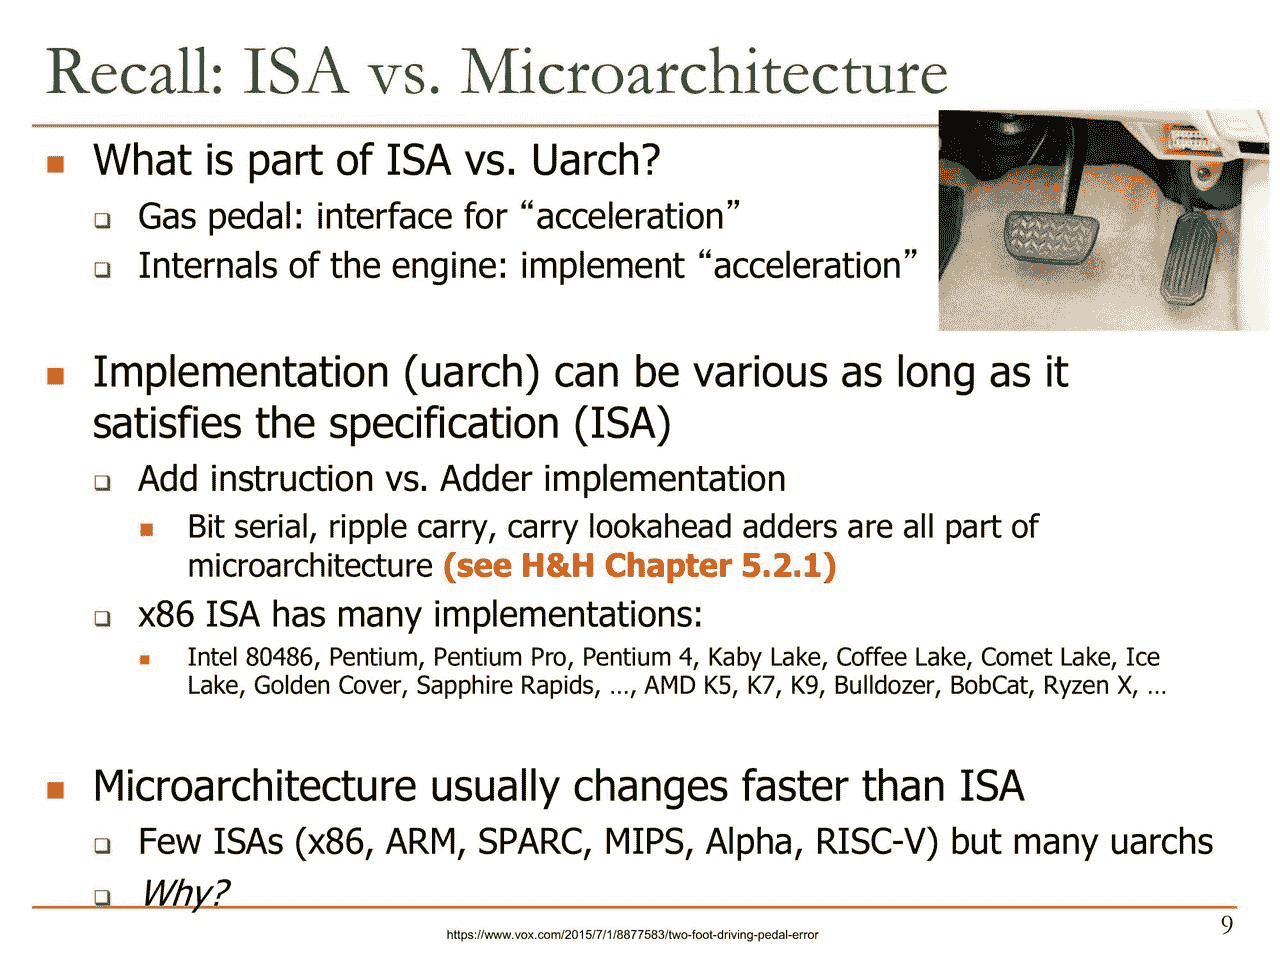 Recall: ISA vs. Microarchitecture
What is part of ISA vs. Uarch?
Gas pedal: interface for “acceleration”
Internals of the engine: implement “acceleration”
Implementation (uarch) can be various as long as it
satisfies the specification (ISA)
Add instruction vs. Adder implementation
Bit serial, ripple carry, carry lookahead adders are all part of
microarchitecture (see H&H Chapter 5.2.1)
x86 ISA has many implementations:
Intel 80486, Pentium, Pentium Pro, Pentium 4, Kaby Lake, Coffee Lake, Comet Lake, Ice
Lake, Golden Cover, Sapphire Rapids, …, AMD K5, K7, K9, Bulldozer, BobCat, Ryzen X, …
Microarchitecture usually changes faster than ISA
Few ISAs (x86, ARM, SPARC, MIPS, Alpha, RISC-V) but many uarchs
Why?
9
https://www.vox.com/2015/7/1/8877583/two-foot-driving-pedal-error